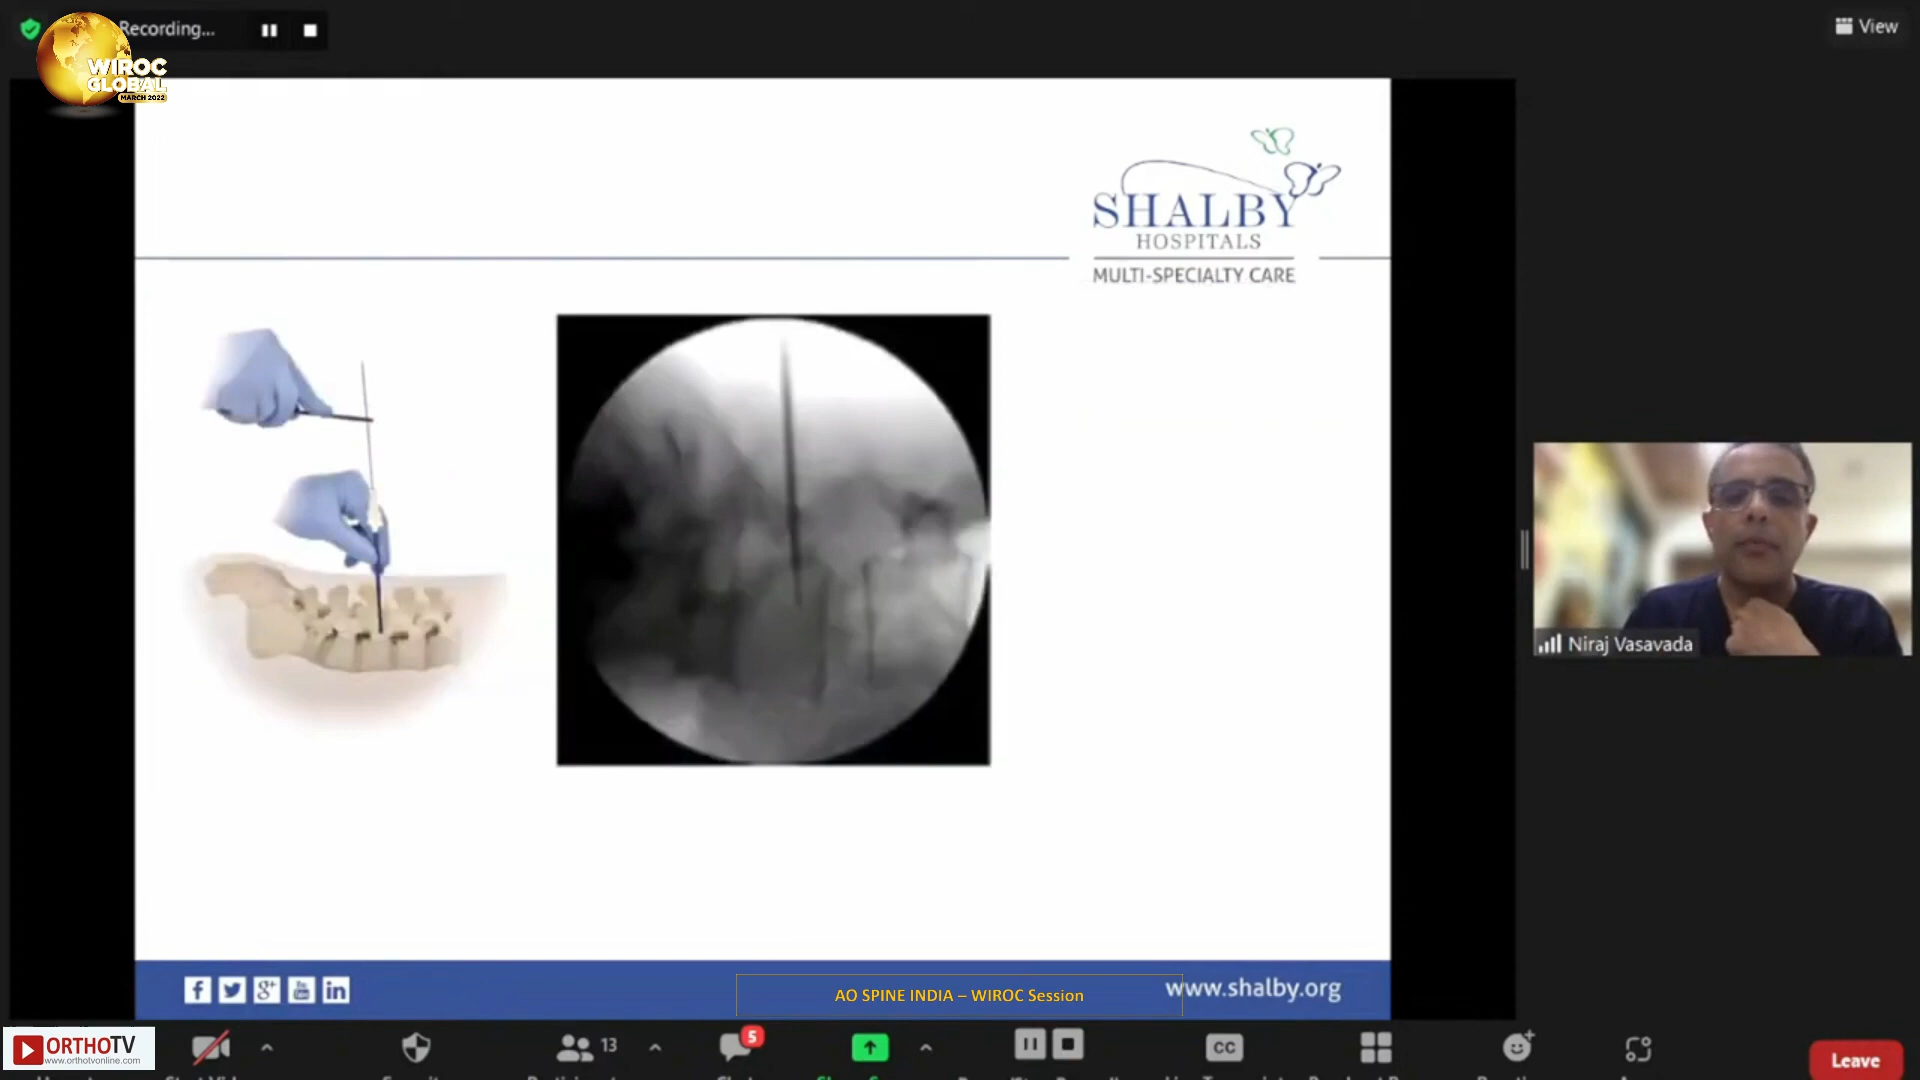 Recording...
View
WIROC
GLOBAL
MARCH 2022
SHALBY
HOSPITALS
MULTI-SPECIALTY CARE
Niraj Vasavada
AO SPINE INDIA – WIROC Session
www.shalby.org
ORTHOTV
www.orthotvonline.com
13
5
CC
Leave